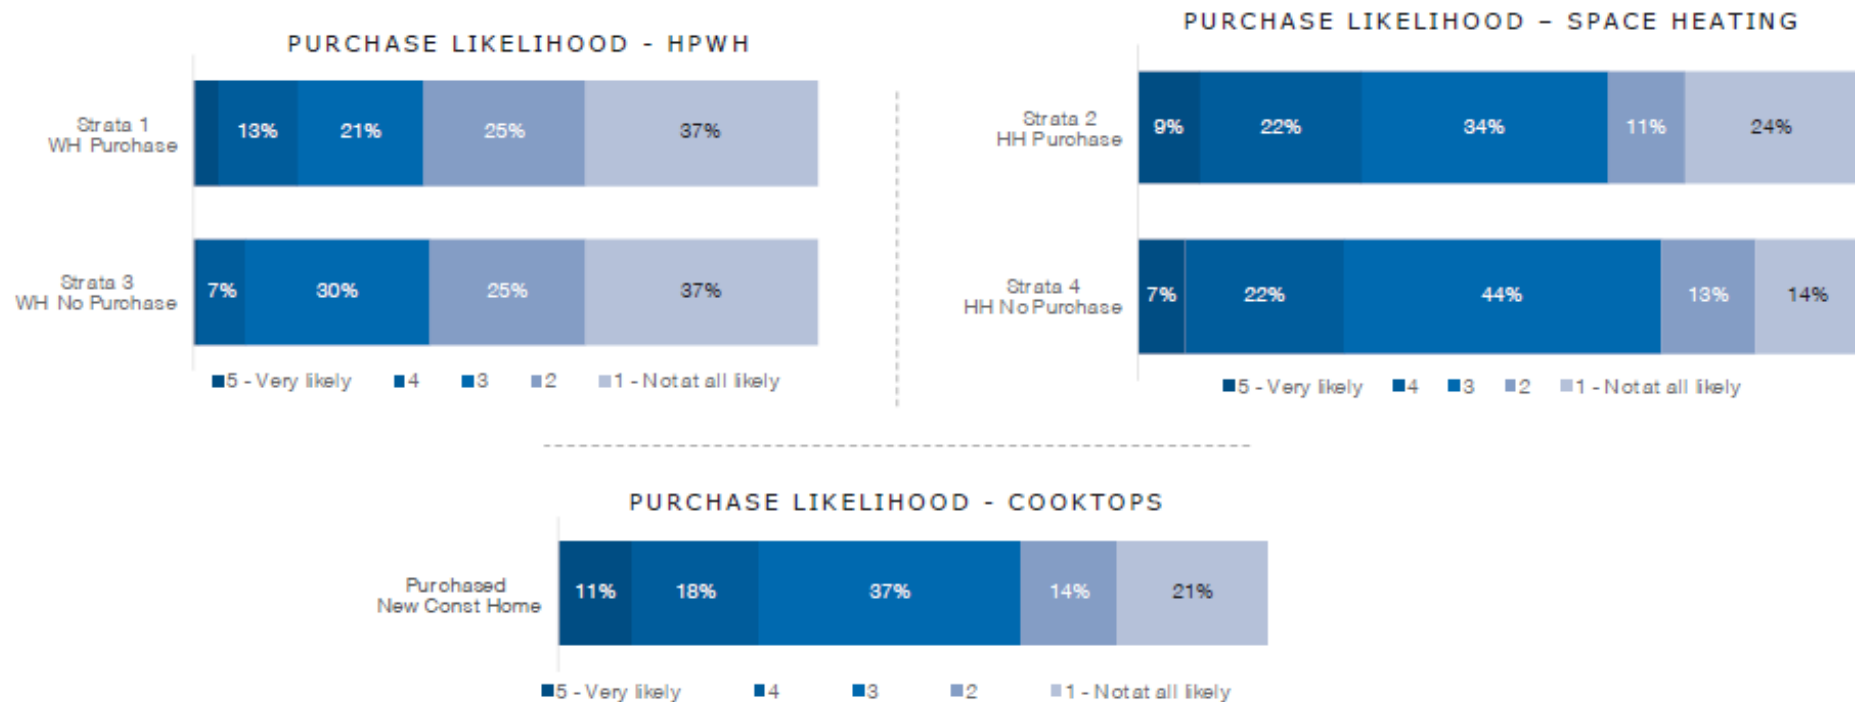 PURCHASE LIKELIHOOD - HPWH
Strata 1
WH Purchase
13% 21% 25% 37%
Strata 3
WH No Purchase
7% 30% 25% 37%
5 - Very likely 4 3 2 1 - Not at all likely
PURCHASE LIKELIHOOD – SPACE HEATING
Strata 2
HH Purchase
9% 22% 34% 11% 24%
Strata 4
HH No Purchase
7% 22% 44% 13% 14%
5 - Very likely 4 3 2 1 - Not at all likely
PURCHASE LIKELIHOOD - COOKTOPS
Purchased
New Const Home
11% 18% 37% 14% 21%
5 - Very likely 4 3 2 1 - Not at all likely